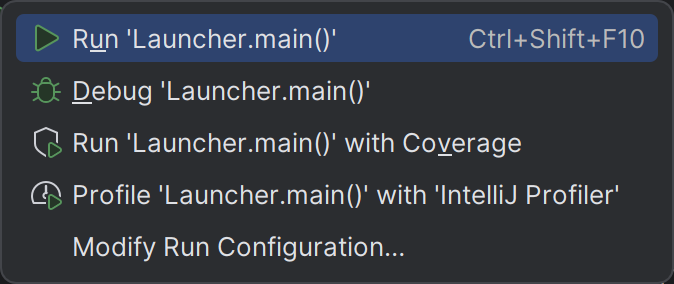 Run 'Launcher.main()' Ctrl+Shift+F10
Debug 'Launcher.main()'
Run 'Launcher.main()' with Coverage
Profile 'Launcher.main()' with 'IntelliJ Profiler'
Modify Run Configuration...